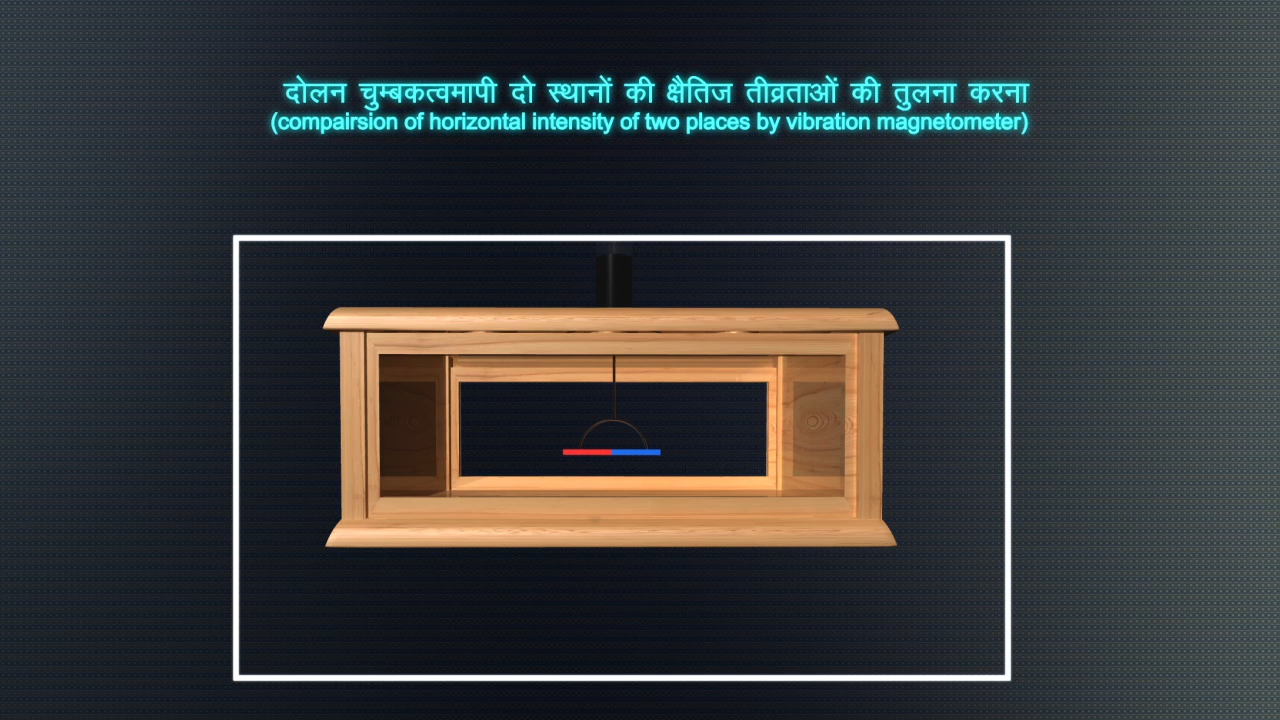 दोलन चुम्बकत्वमापी दो स्थानों की क्षैतिज तीव्रताओं की तुलना करना
(compairsion of horizontal intensity of two places by vibration magnetometer)